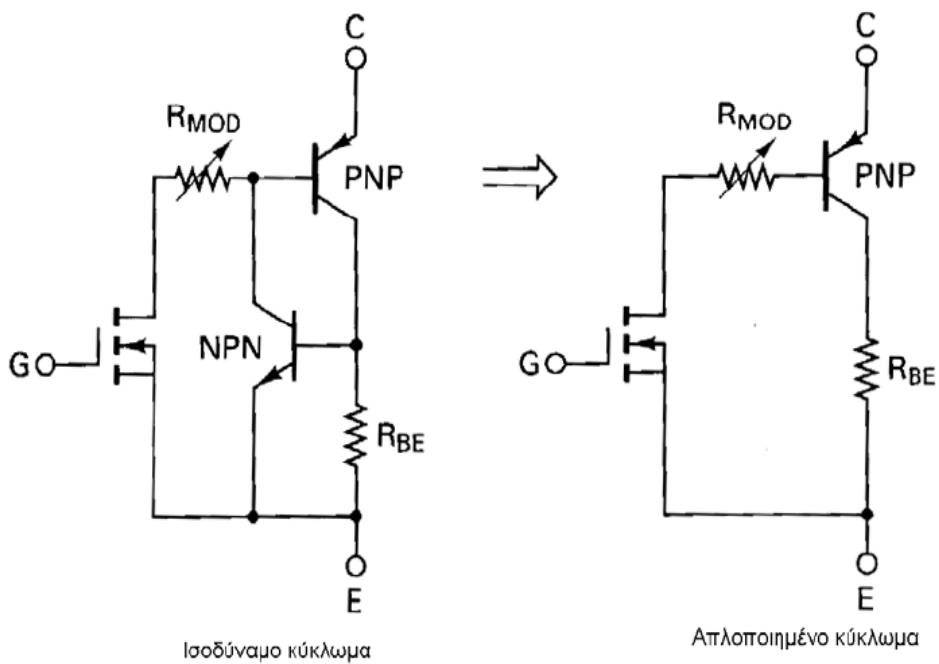 C
R_MOD
PNP
NPN
G
R_BE
E
Ισοδύναμο κύκλωμα
C
R_MOD
PNP
G
R_BE
E
Απλοποιημένο κύκλωμα